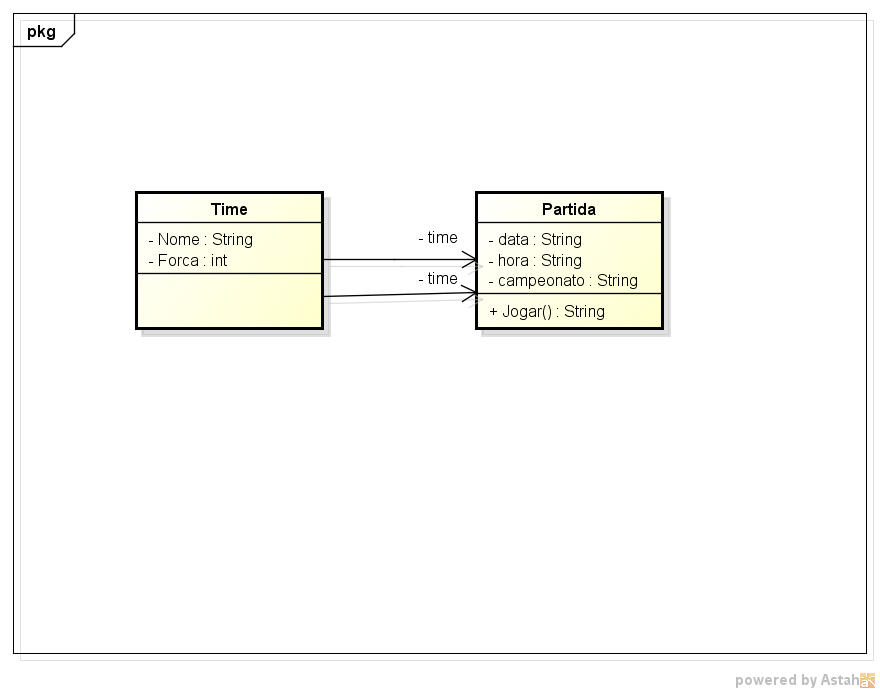 pkg
Time
- Nome : String
- Forca : int
- time
- time
Partida
- data : String
- hora : String
- campeonato : String
+ Jogar() : String
powered by Astah